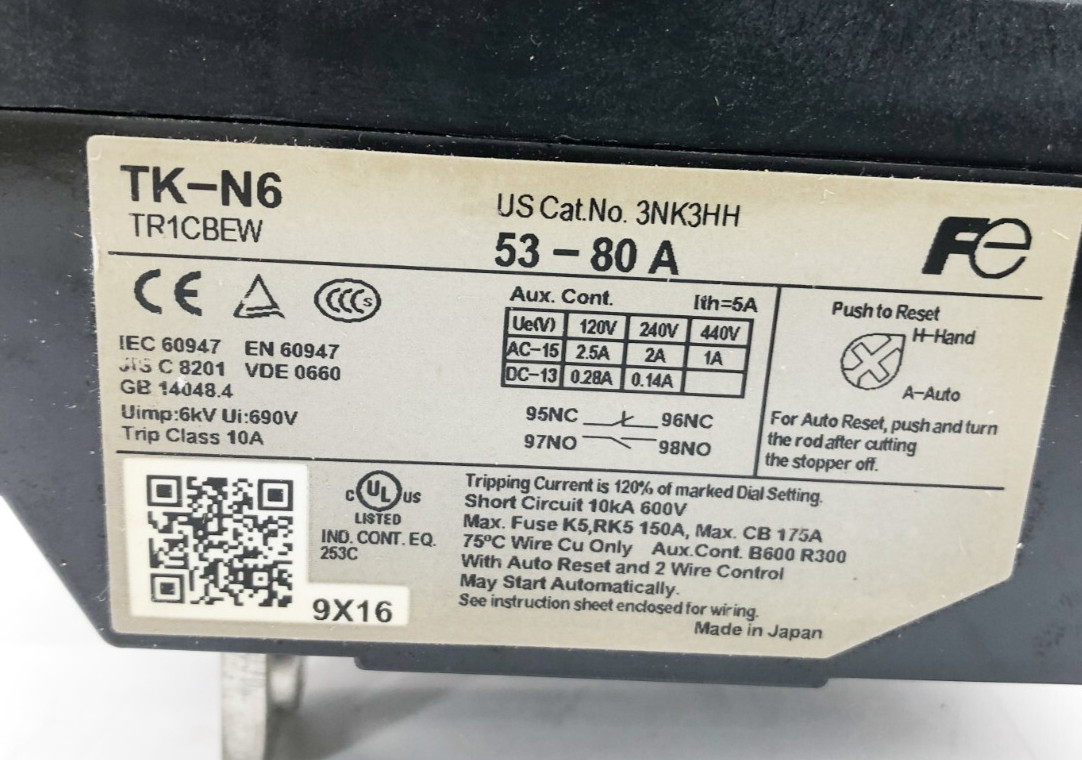 TK-N6
TR1CBEW
US Cat.No. 3NK3HH
53-80 A
Fe
CE
CCC S
IEC 60947 EN 60947
JIS C 8201 VDE 0660
GB 14048.4
Uimp:6kV Ui:690V
Trip Class 10A
Aux. Cont. Ith=5A
Ue(V) 120V 240V 440V
AC-15 2.5A 2A 1A
DC-13 0.28A 0.14A
95NC 96NC
97NO 98NO
Push to Reset
H-Hand
A-Auto
For Auto Reset, push and turn
the rod after cutting
the stopper off.
9X16
C UL US
LISTED
IND. CONT. EQ.
253C
Tripping Current is 120% of marked Dial Setting.
Short Circuit 10kA 600V
Max. Fuse K5,RK5 150A, Max. CB 175A
75°C Wire Cu Only Aux.Cont. B600 R300
With Auto Reset and 2 Wire Control
May Start Automatically.
See instruction sheet enclosed for wiring.
Made in Japan